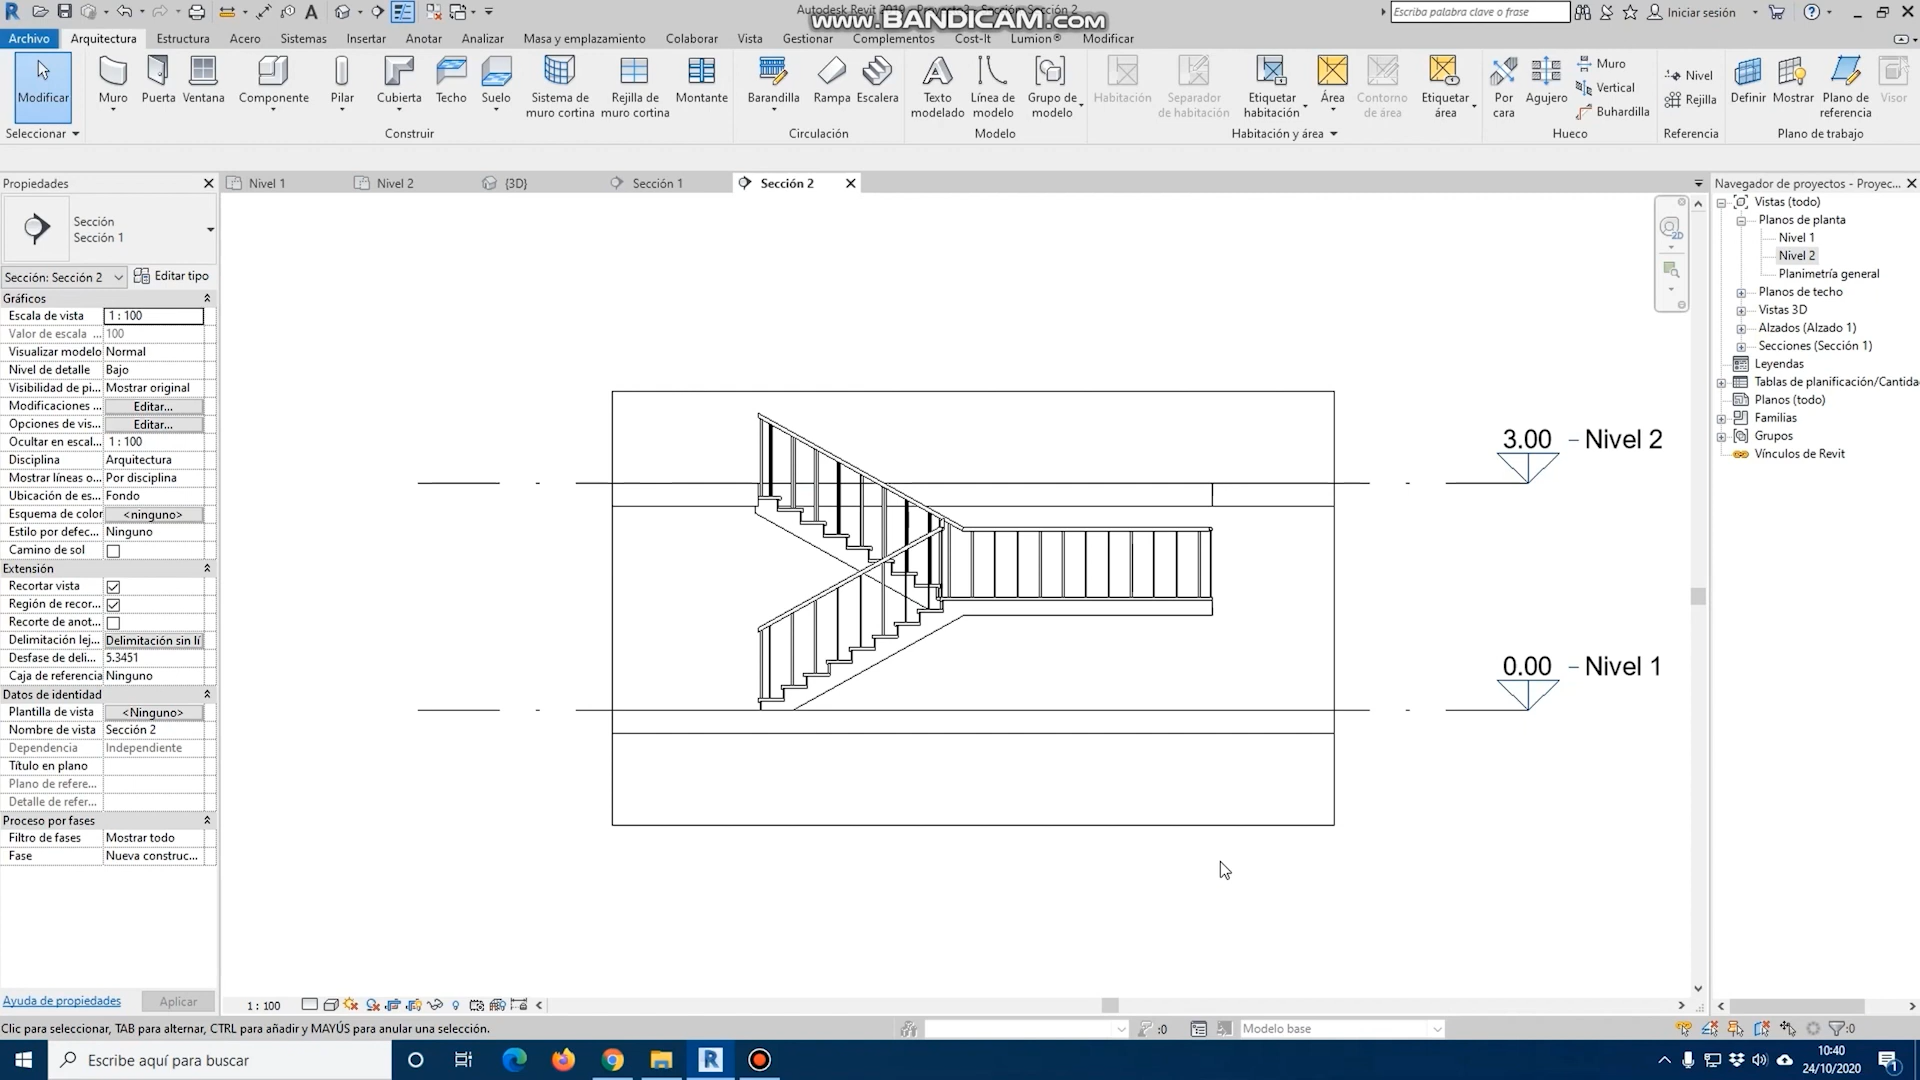 Autodesk Revit 2019 - Proyecto2 - Sección: Sección 2
www.BANDICAM.com
Escriba palabra clave o frase
Iniciar sesión
Archivo Arquitectura Estructura Acero Sistemas Insertar Anotar Analizar Masa y emplazamiento Colaborar Vista Gestionar Complementos Cost-It Lumion® Modificar
Modificar
Muro
Puerta
Ventana
Componente
Pilar
Cubierta
Techo
Suelo
Sistema de muro cortina
Rejilla de muro cortina
Montante
Barandilla
Rampa
Escalera
Texto modelado
Línea de modelo
Grupo de modelo
Habitación
Separador de habitación
Etiquetar habitación
Área
Contorno de área
Etiquetar área
Por cara
Agujero
Muro
Vertical
Buhardilla
Nivel
Rejilla
Definir
Mostrar
Plano de referencia
Visor
Seleccionar
Construir
Circulación
Modelo
Habitación y área
Hueco
Referencia
Plano de trabajo
Propiedades
Nivel 1
Nivel 2
{3D}
Sección 1
Sección 2
Sección
Sección 1
Sección: Sección 2
Editar tipo
Gráficos
Escala de vista 1 : 100
Valor de escala ... 100
Visualizar modelo Normal
Nivel de detalle Bajo
Visibilidad de pi... Mostrar original
Modificaciones ... Editar...
Opciones de vis... Editar...
Ocultar en escal... 1 : 100
Disciplina Arquitectura
Mostrar líneas o... Por disciplina
Ubicación de es... Fondo
Esquema de color <ninguno>
Estilo por defec... Ninguno
Camino de sol
Extensión
Recortar vista
Región de recor...
Recorte de anot...
Delimitación lej... Delimitación sin lí
Desfase de deli... 5.3451
Caja de referencia Ninguno
Datos de identidad
Plantilla de vista <Ninguno>
Nombre de vista Sección 2
Dependencia Independiente
Título en plano
Plano de refere...
Detalle de refer...
Proceso por fases
Filtro de fases Mostrar todo
Fase Nueva construc...
Ayuda de propiedades
Aplicar
2D
3.00 - Nivel 2
0.00 - Nivel 1
Navegador de proyectos - Proyec...
Vistas (todo)
Planos de planta
Nivel 1
Nivel 2
Planimetría general
Planos de techo
Vistas 3D
Alzados (Alzado 1)
Secciones (Sección 1)
Leyendas
Tablas de planificación/Cantida
Planos (todo)
Familias
Grupos
Vínculos de Revit
1 : 100
Clic para seleccionar, TAB para alternar, CTRL para añadir y MAYÚS para anular una selección.
:0
Modelo base
:0
Escribe aquí para buscar
10:40
24/10/2020
1